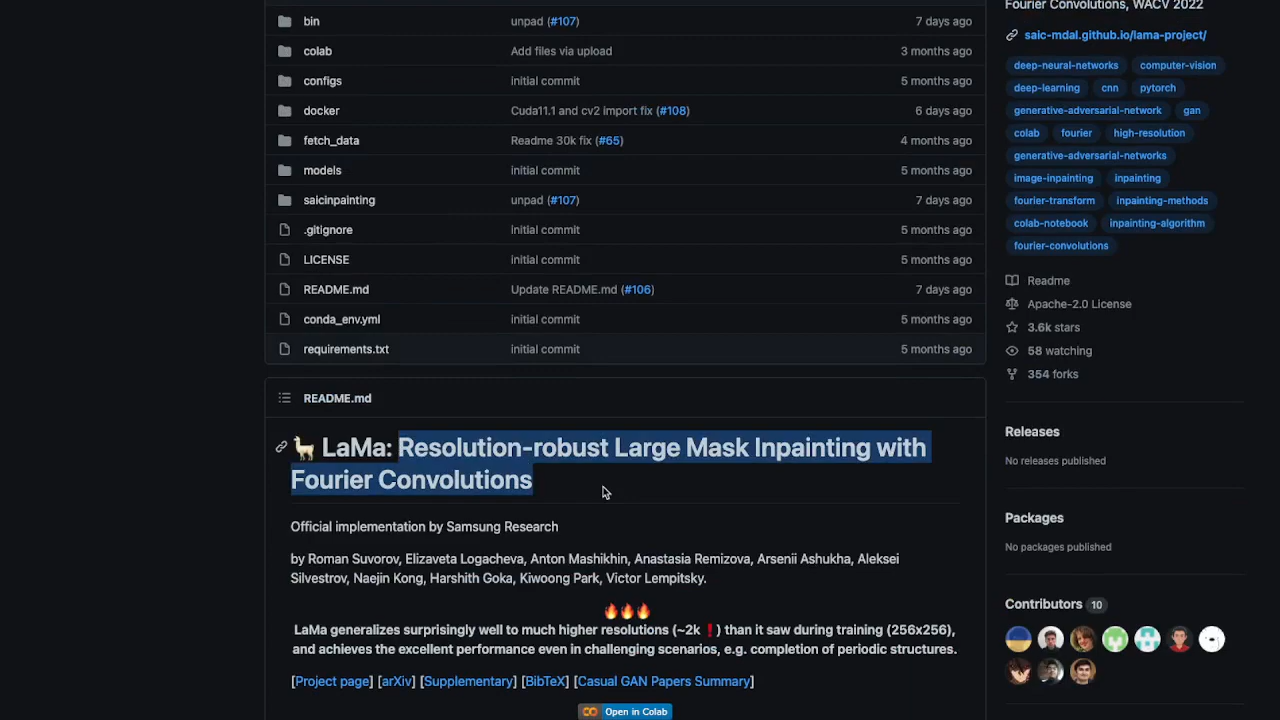 bin unpad (#107) 7 days ago
colab Add files via upload 3 months ago
configs initial commit 5 months ago
docker Cuda11.1 and cv2 import fix (#108) 6 days ago
fetch_data Readme 30k fix (#65) 4 months ago
models initial commit 5 months ago
saicinpainting unpad (#107) 7 days ago
.gitignore initial commit 5 months ago
LICENSE initial commit 5 months ago
README.md Update README.md (#106) 7 days ago
conda_env.yml initial commit 5 months ago
requirements.txt initial commit 5 months ago
README.md
LaMa: Resolution-robust Large Mask Inpainting with
Fourier Convolutions
Official implementation by Samsung Research
by Roman Suvorov, Elizaveta Logacheva, Anton Mashikhin, Anastasia Remizova, Arsenii Ashukha, Aleksei
Silvestrov, Naejin Kong, Harshith Goka, Kiwoong Park, Victor Lempitsky.
🔥🔥🔥
LaMa generalizes surprisingly well to much higher resolutions (~2k❗) than it saw during training (256x256),
and achieves the excellent performance even in challenging scenarios, e.g. completion of periodic structures.
[Project page] [arXiv] [Supplementary] [BibTeX] [Casual GAN Papers Summary]
Open in Colab
Fourier Convolutions, WACV 2022
saic-mdal.github.io/lama-project/
deep-neural-networks computer-vision
deep-learning cnn pytorch
generative-adversarial-network gan
colab fourier high-resolution
generative-adversarial-networks
image-inpainting inpainting
fourier-transform inpainting-methods
colab-notebook inpainting-algorithm
fourier-convolutions
Readme
Apache-2.0 License
3.6k stars
58 watching
354 forks
Releases
No releases published
Packages
No packages published
Contributors 10